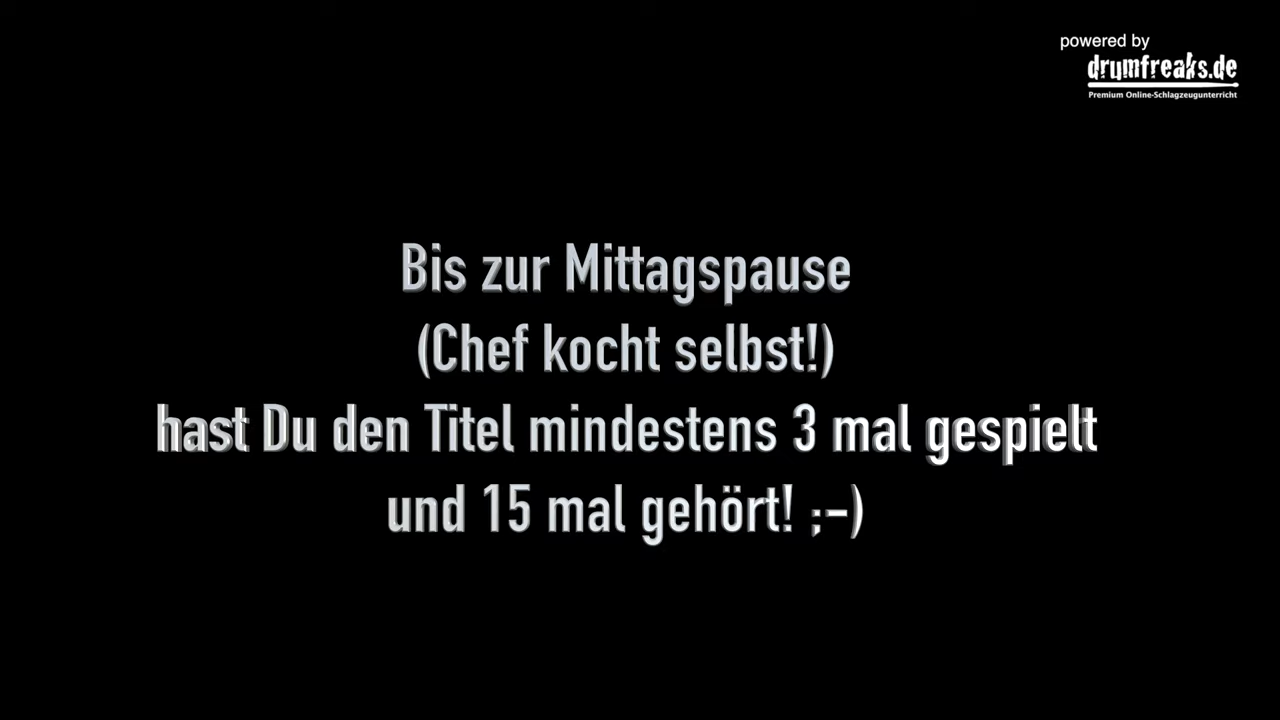 powered by
drumfreaks.de
Premium Online-Schlagzeugunterricht
Bis zur Mittagspause
(Chef kocht selbst!)
hast Du den Titel mindestens 3 mal gespielt
und 15 mal gehört! ;-)